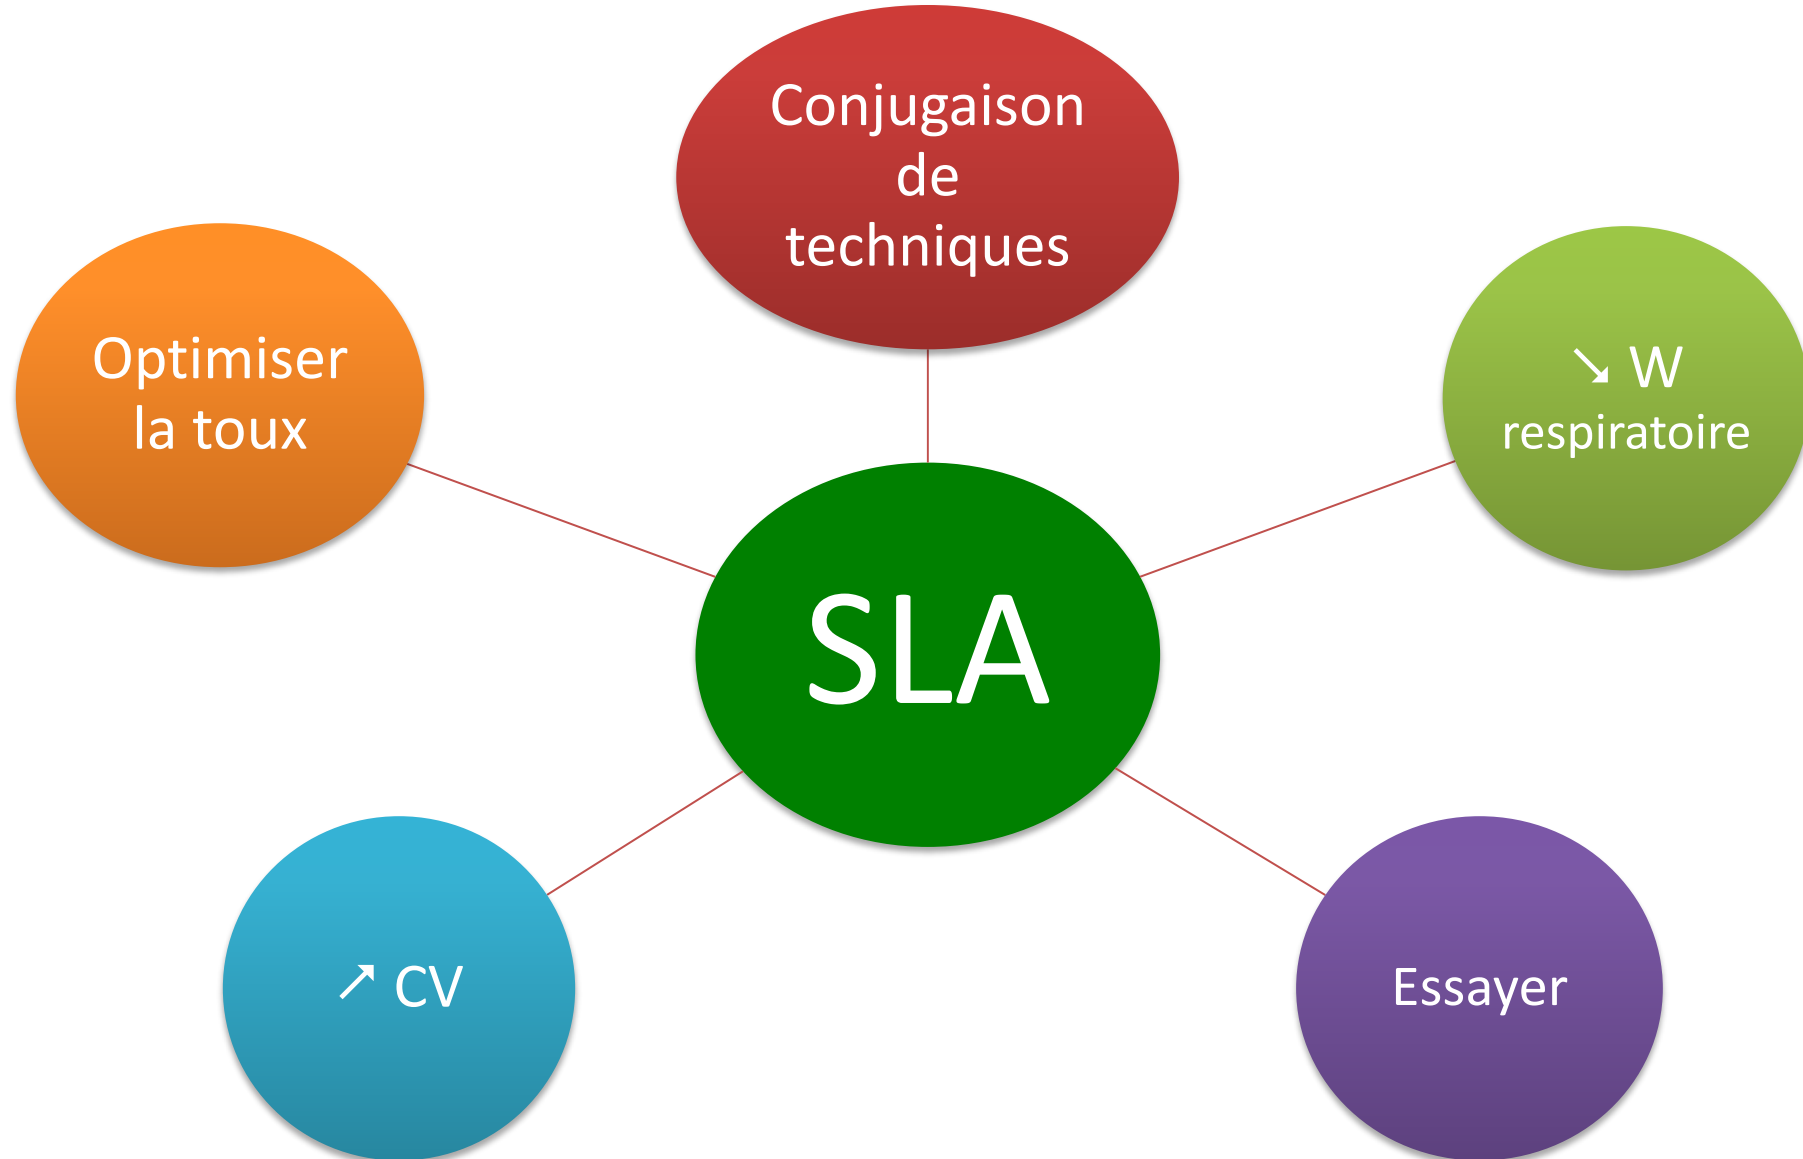 Conjugaison
de
techniques
Optimiser
la toux
↘ W
respiratoire
SLA
↗ CV
Essayer